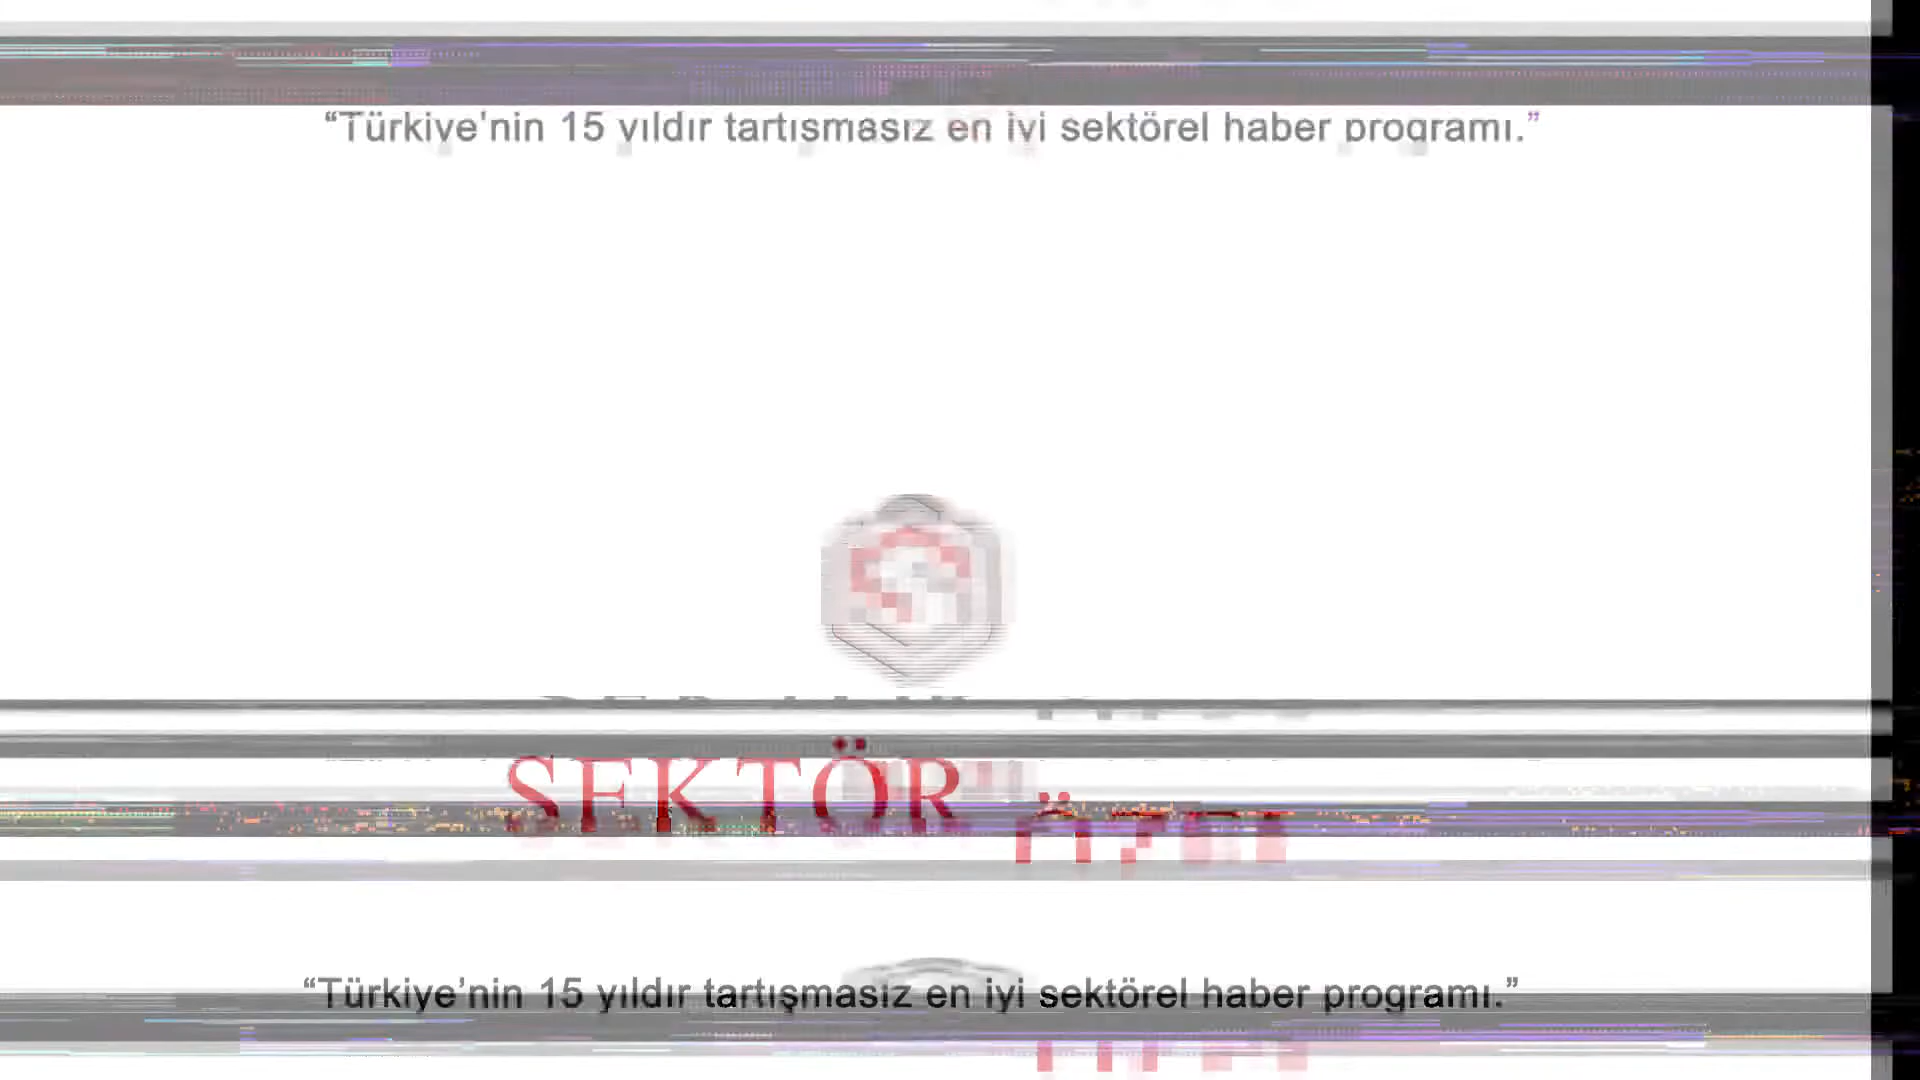 “Türkiye’nin 15 yıldır tartışmasız en iyi sektörel haber programı.”
SEKTÖR ÖZEL
“Türkiye’nin 15 yıldır tartışmasız en iyi sektörel haber programı.”